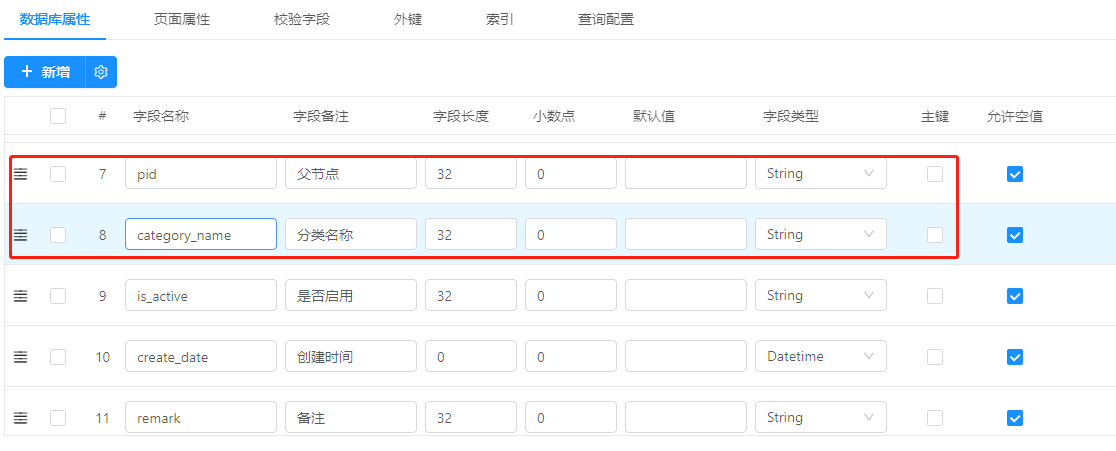 数据库属性 页面属性 校验字段 外键 索引 查询配置
+ 新增
# 字段名称 字段备注 字段长度 小数点 默认值 字段类型 主键 允许空值
7 pid 父节点 32 0 String
8 category_name 分类名称 32 0 String
9 is_active 是否启用 32 0 String
10 create_date 创建时间 0 0 Datetime
11 remark 备注 32 0 String